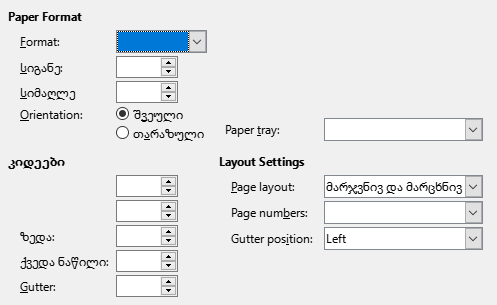 Paper Format
Format:
სიგანე:
სიმაღლე
Orientation:
შვეული
თარაზული
Paper tray:
კიდეები
Layout Settings
Page layout: მარჯვნივ და მარცხნივ
Page numbers:
ზედა:
Gutter position: Left
ქვედა ნაწილი:
Gutter: